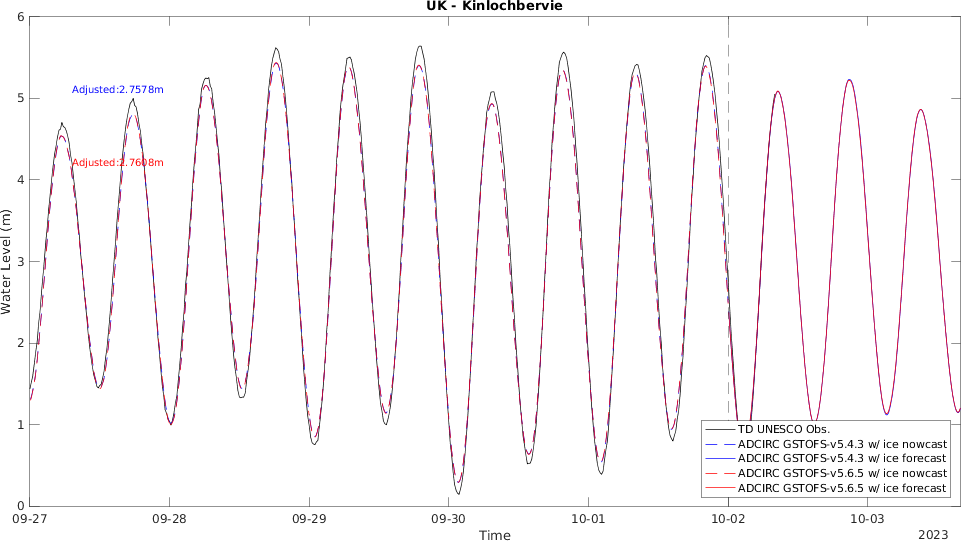 UK - Kinlochbervie
6
5
4
3
2
1
0
Water Level (m)
Adjusted:2.7578m
Adjusted:2.7608m
TD UNESCO Obs.
ADCIRC GSTOFS-v5.4.3 w/ ice nowcast
ADCIRC GSTOFS-v5.4.3 w/ ice forecast
ADCIRC GSTOFS-v5.6.5 w/ ice nowcast
ADCIRC GSTOFS-v5.6.5 w/ ice forecast
09-27 09-28 09-29 09-30 10-01 10-02 10-03
Time
2023